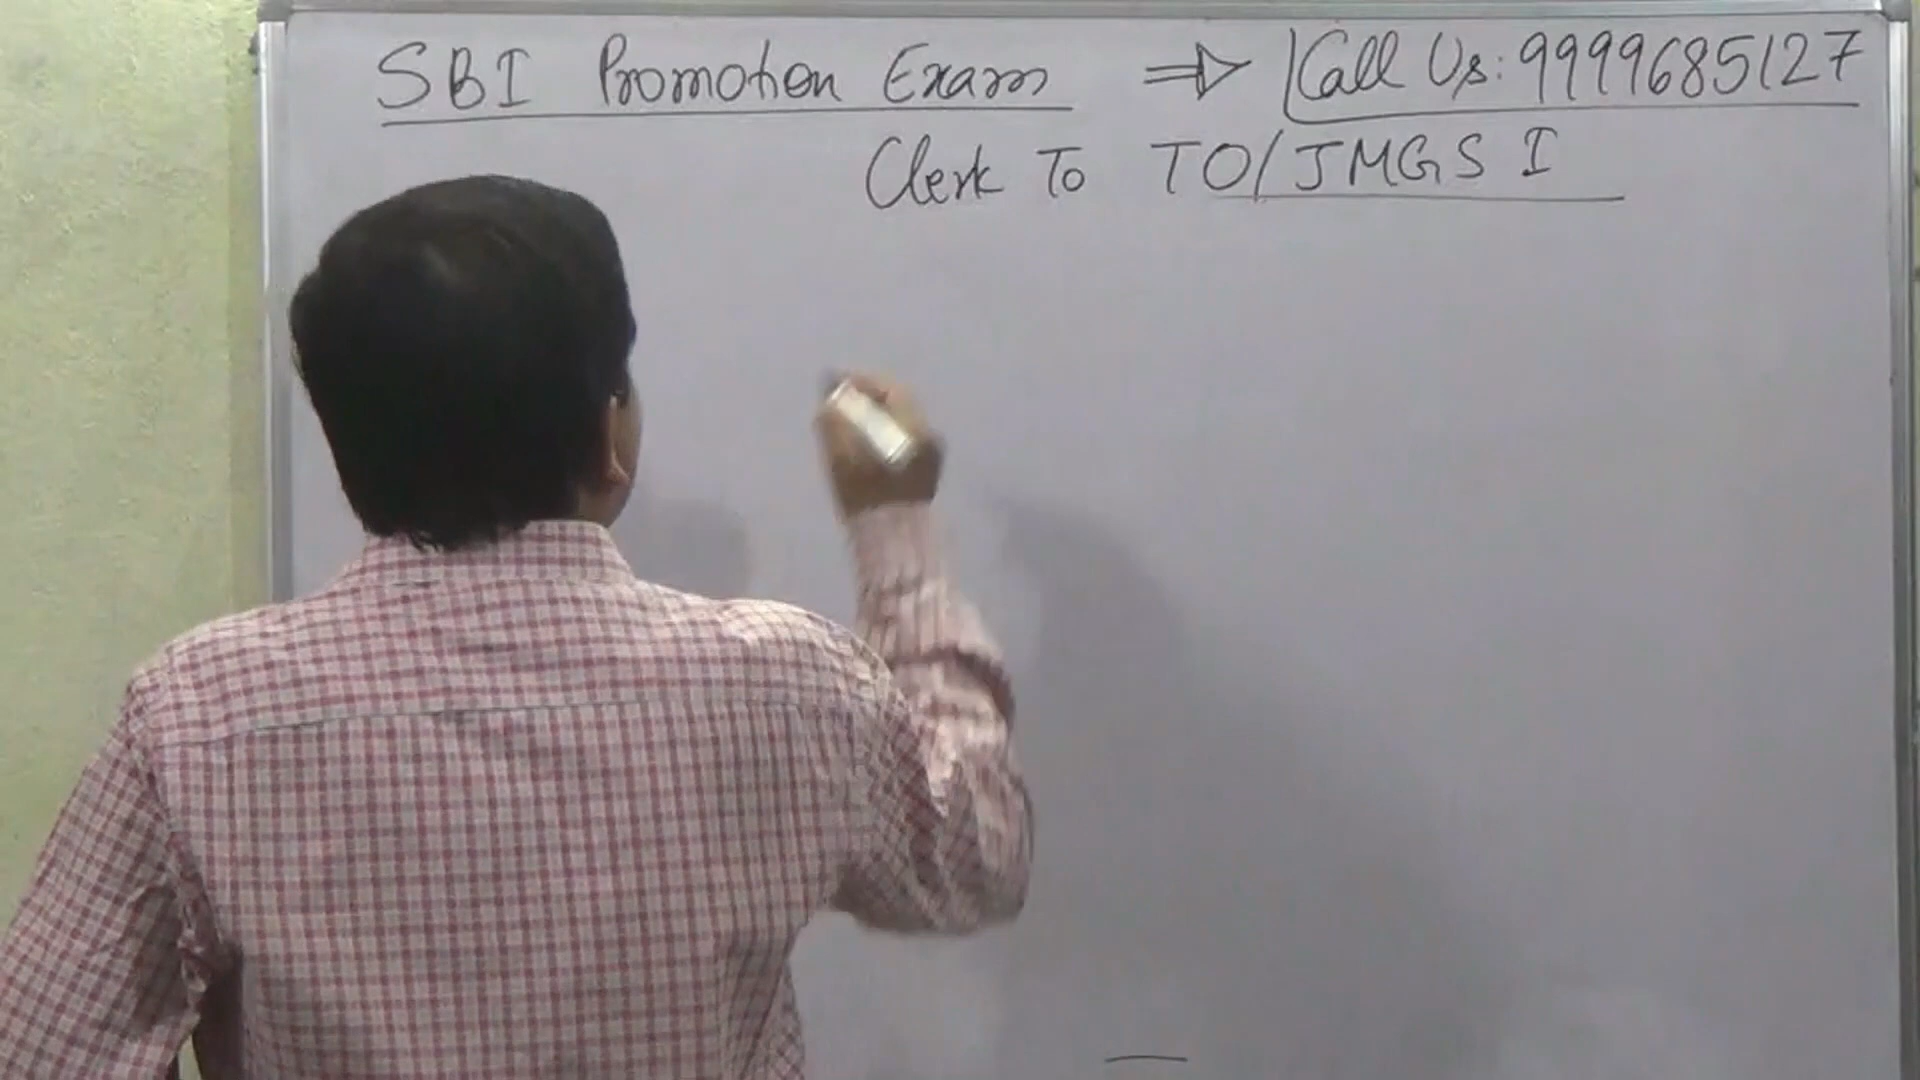 SBI Promotion Exam ⇒ Call Us: 9999685127
Clerk To TO/JMGS I